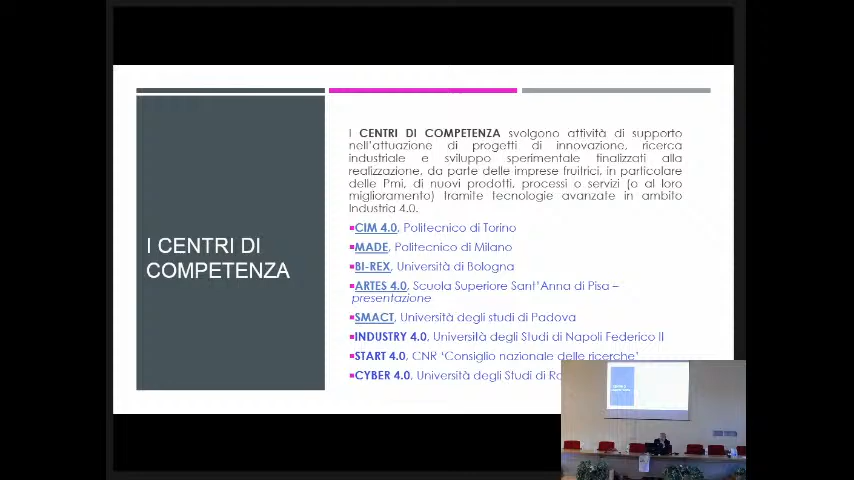 I CENTRI DI
COMPETENZA
I CENTRI DI COMPETENZA svolgono attività di supporto
nell'attuazione di progetti di innovazione, ricerca
industriale e sviluppo sperimentale finalizzati alla
realizzazione, da parte delle imprese fruitrici, in particolare
delle Pmi, di nuovi prodotti, processi o servizi (o al loro
miglioramento) tramite tecnologie avanzate in ambito
Industria 4.0.
CIM 4.0, Politecnico di Torino
MADE, Politecnico di Milano
BI-REX, Università di Bologna
ARTES 4.0, Scuola Superiore Sant'Anna di Pisa –
presentazione
SMACT, Università degli studi di Padova
INDUSTRY 4.0, Università degli Studi di Napoli Federico II
START 4.0, CNR 'Consiglio nazionale delle ricerche'
CYBER 4.0, Università degli Studi di